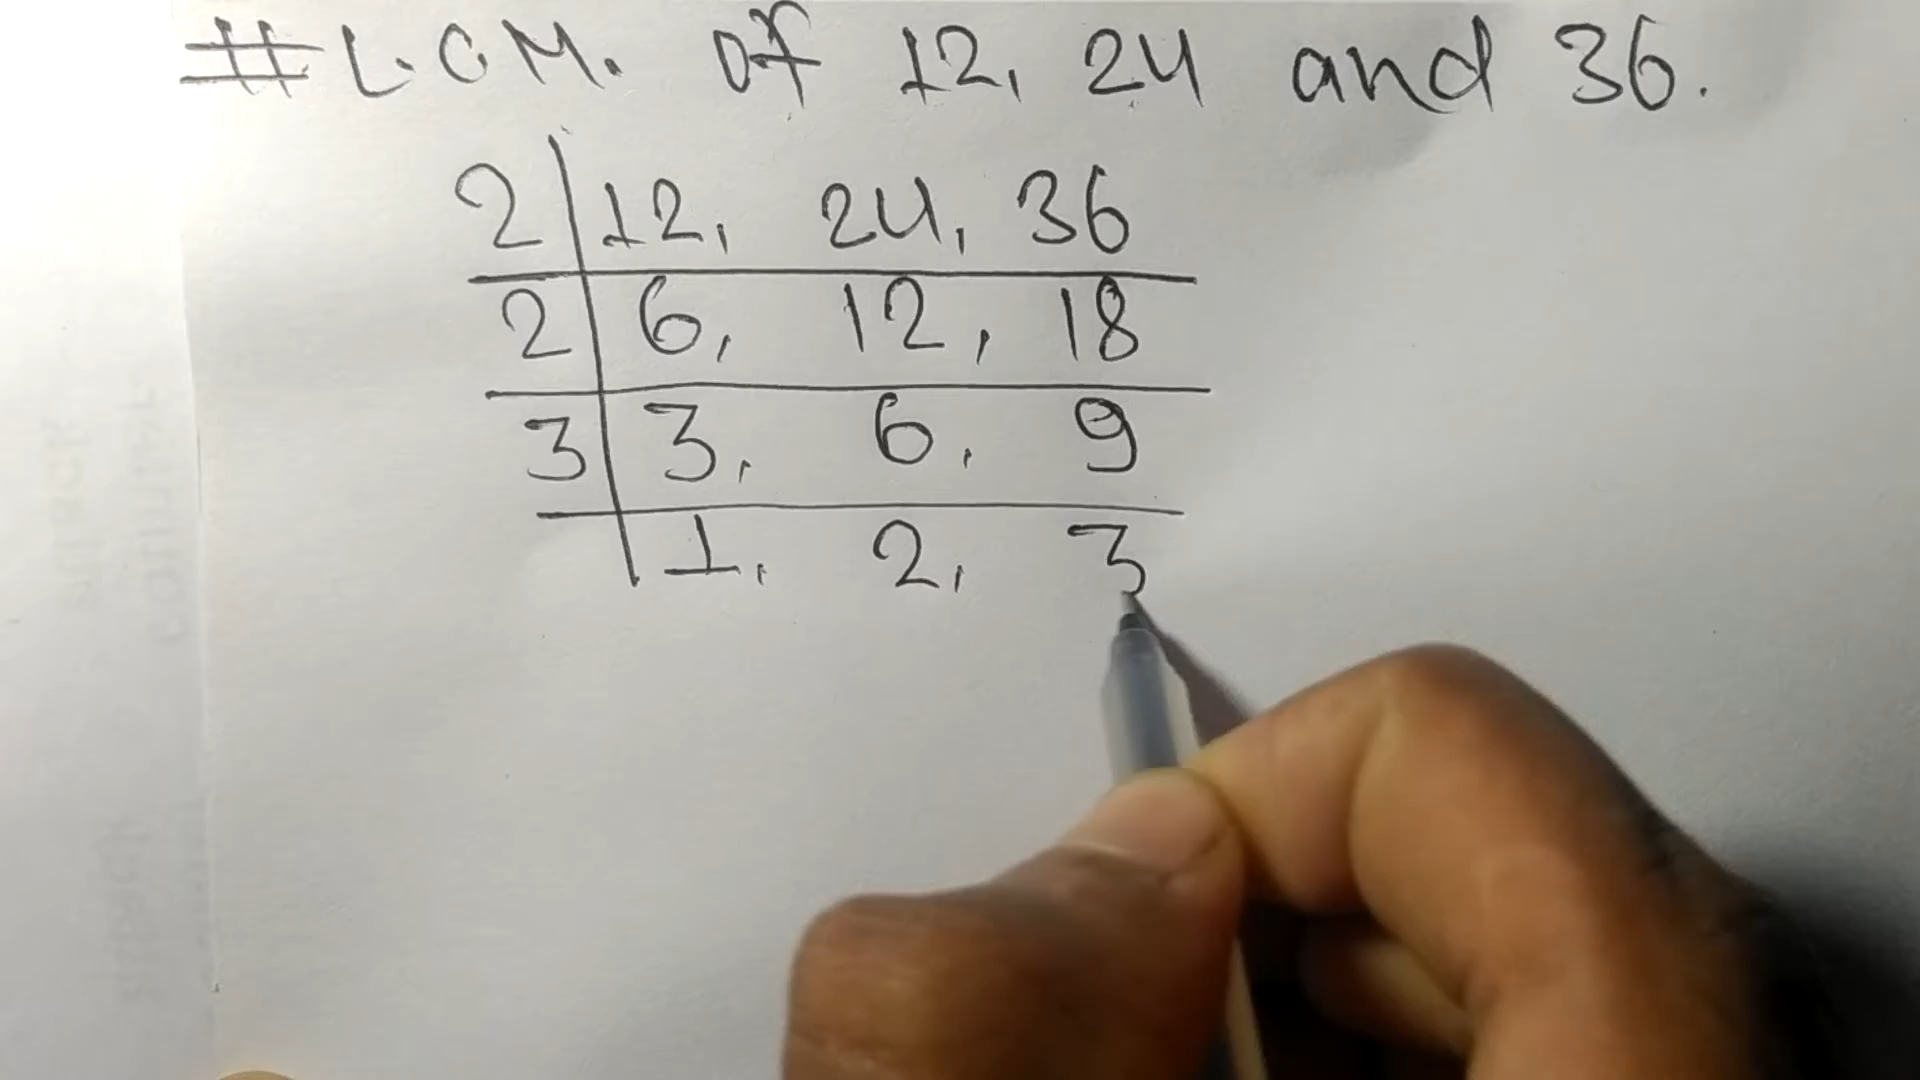 # L.C.M. of 12, 24 and 36.
2 | 12, 24, 36
2 | 6, 12, 18
3 | 3, 6, 9
| 1, 2, 3